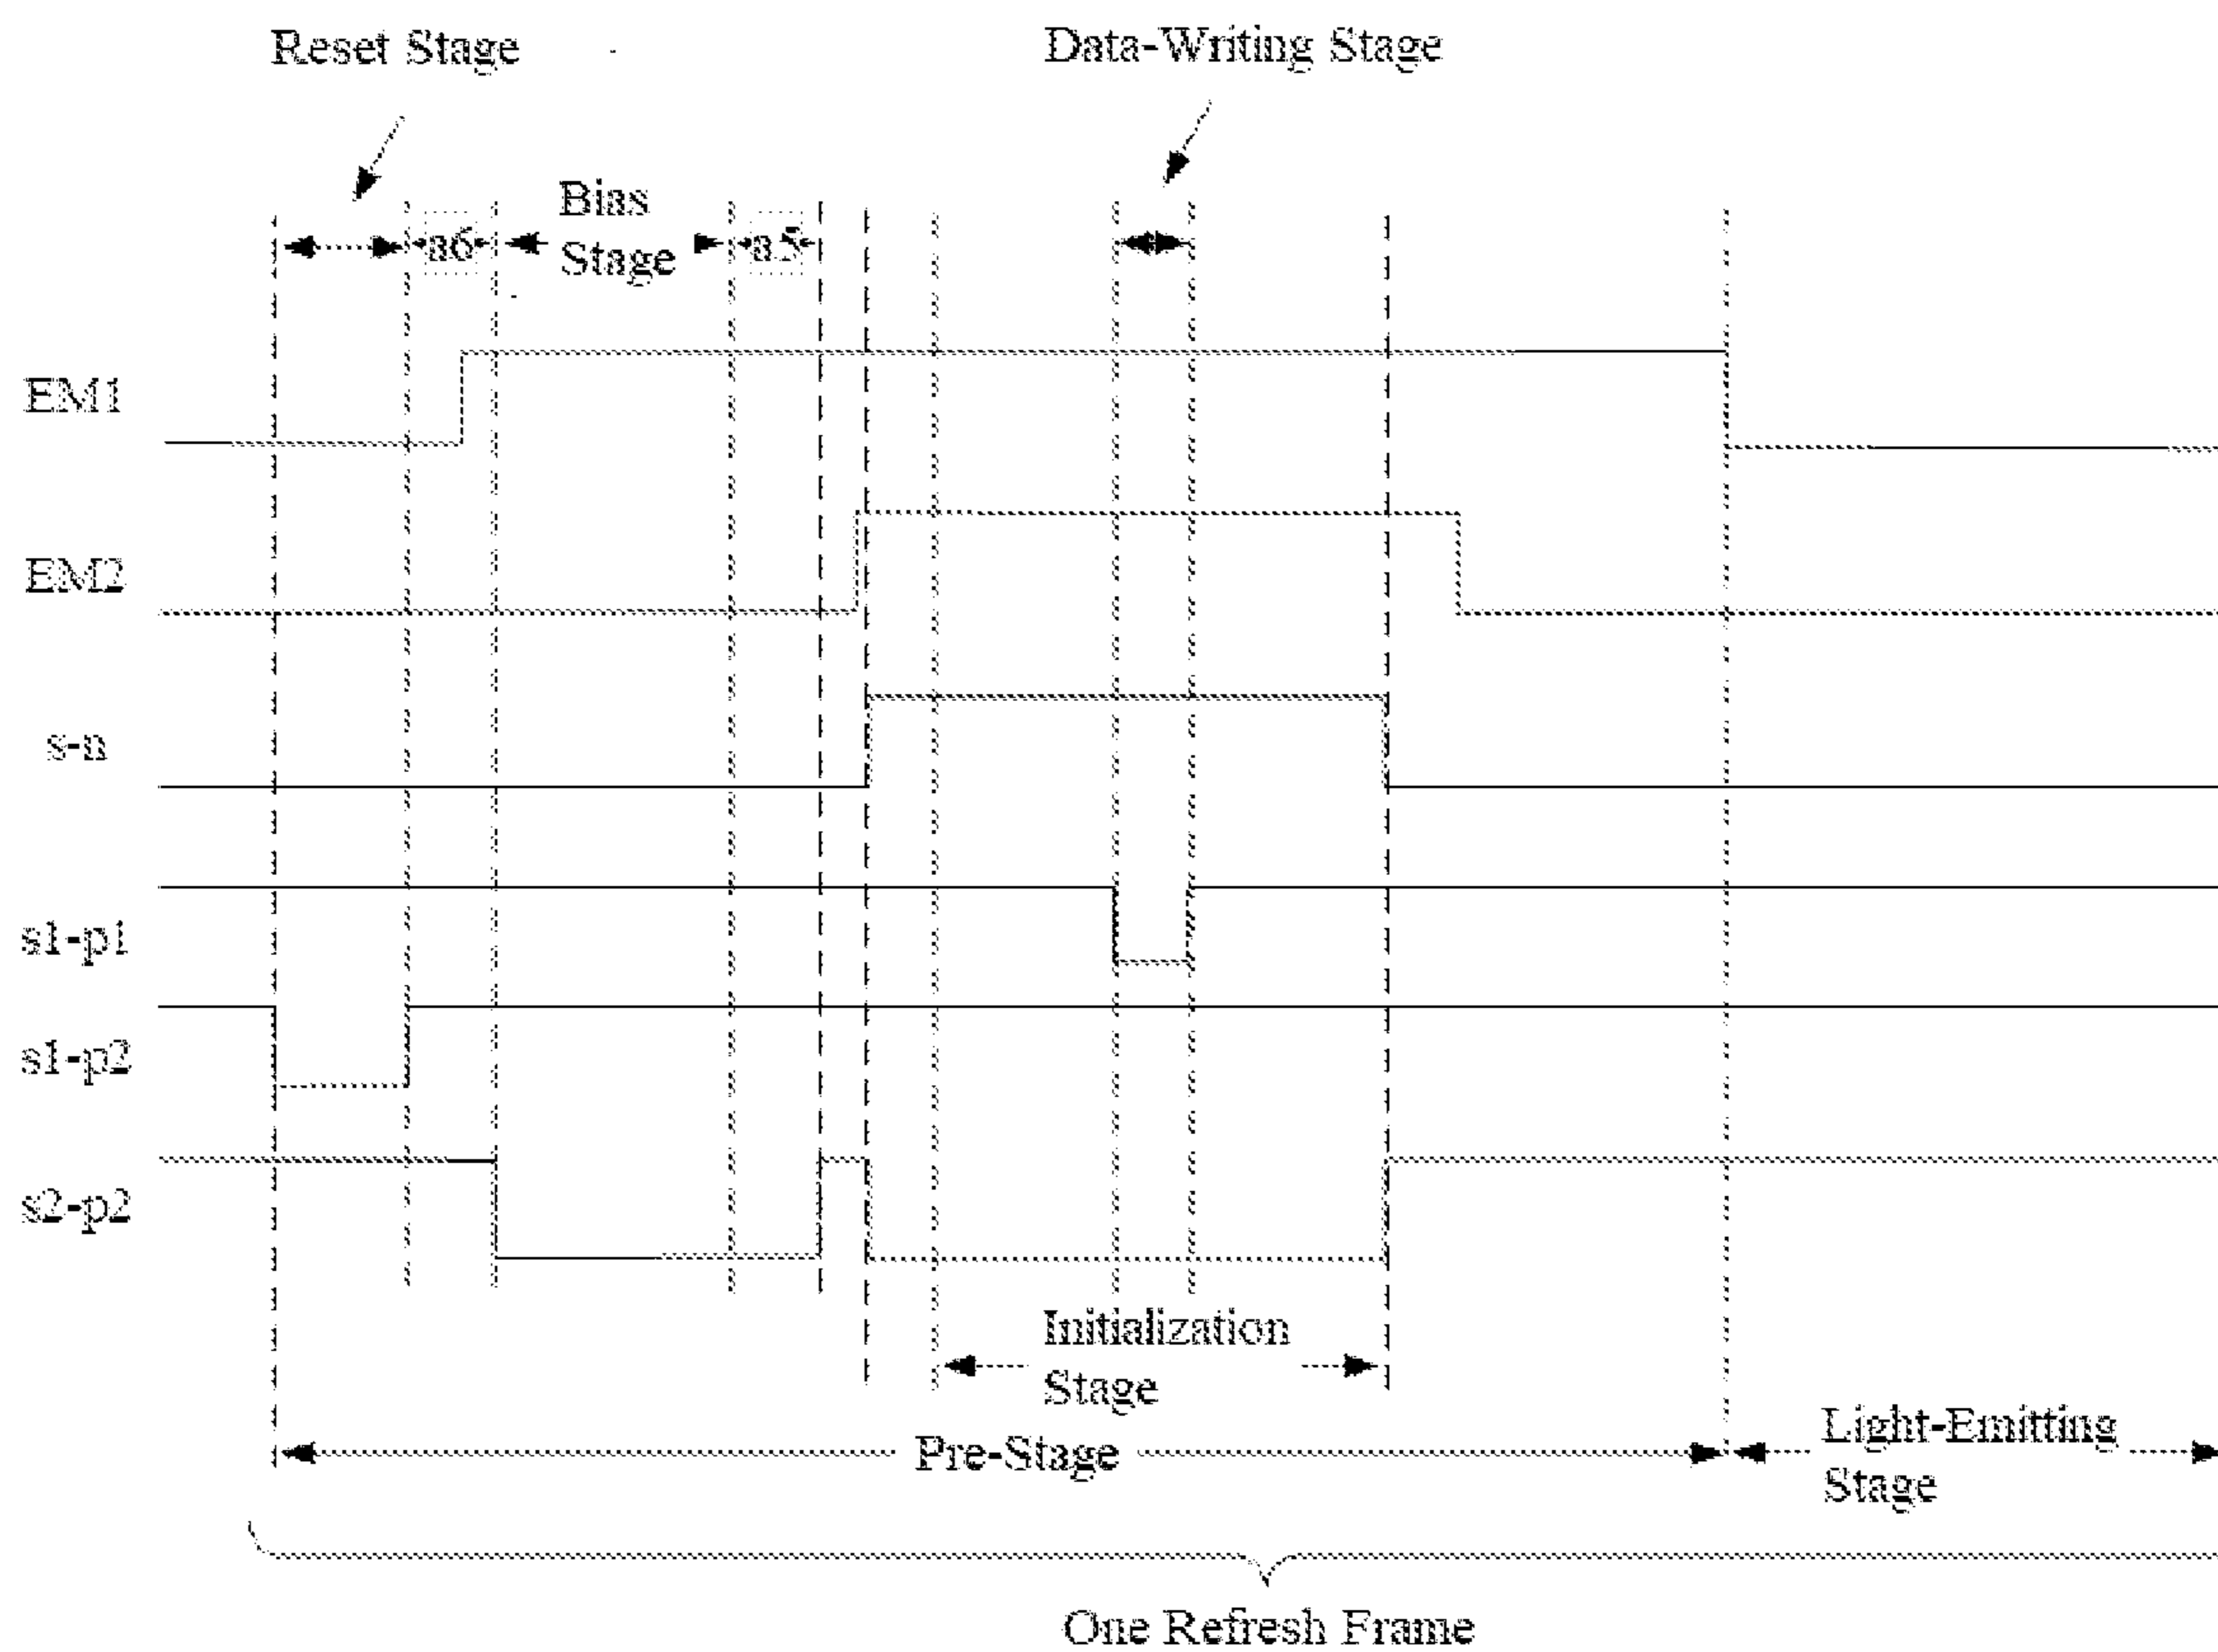 Reset Stage
Data-Writing Stage
a6
Bias
Stage
a5
EM1
EM2
s-n
s1-p1
s1-p2
s2-p2
Initialization
Stage
Pre-Stage
Light-Emitting
Stage
One Refresh Frame